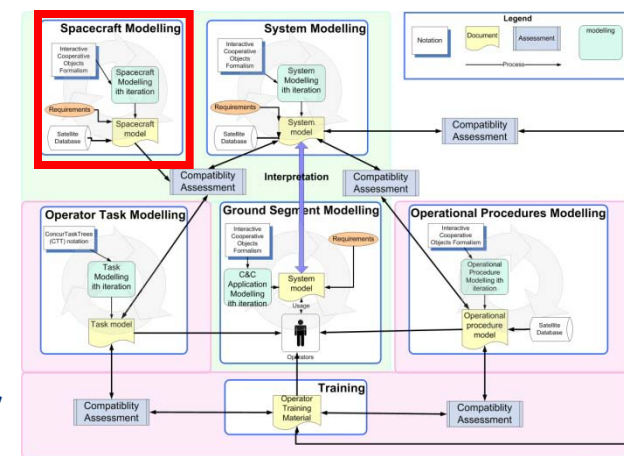 Spacecraft Modelling
Interactive
Cooperative
Objects
Formalism
Spacecraft
Modelling
ith iteration
Requirements
Satellite
Database
Spacecraft
model
System Modelling
Interactive
Cooperative
Objects
Formalism
System
Modelling
ith iteration
Requirements
Satellite
Database
System
model
Legend
Notation
Document
Assessment
modelling
Process
Compatiblity
Assessment
Compatiblity
Assessment
Interpretation
Compatiblity
Assessment
Operator Task Modelling
ConcurTaskTrees
(CTT) notation
Task
Modelling
ith iteration
Task model
Ground Segment Modelling
Interactive
Cooperative
Objects
Formalism
Requirements
C&C
Application
Modelling
ith iteration
System
model
Usage
Operators
Operational Procedures Modelling
Interactive
Cooperative
Objects Formalism
Operational
Procedure
Modelling ith
iteration
Operational
procedure
model
Satellite
Database
Training
Compatiblity
Assessment
Operator
Training
Material
Compatiblity
Assessment